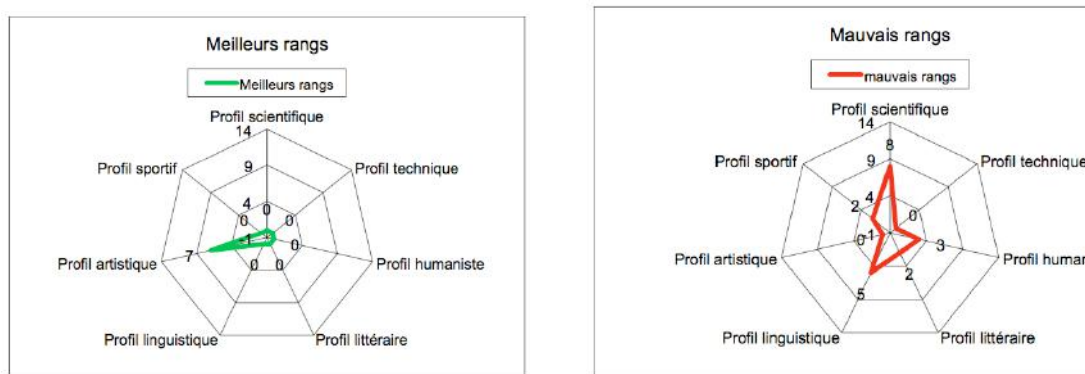 Meilleurs rangs
Meilleurs rangs
Profil scientifique
14
Profil sportif
9
Profil technique
4
0
0
0
-1
0
7
Profil artistique
Profil humaniste
0
0
Profil linguistique
Profil littéraire
Mauvais rangs
mauvais rangs
Profil scientifique
14
8
Profil sportif
9
Profil technique
4
2
0
-1
0
3
Profil artistique
Profil human
2
5
Profil linguistique
Profil littéraire